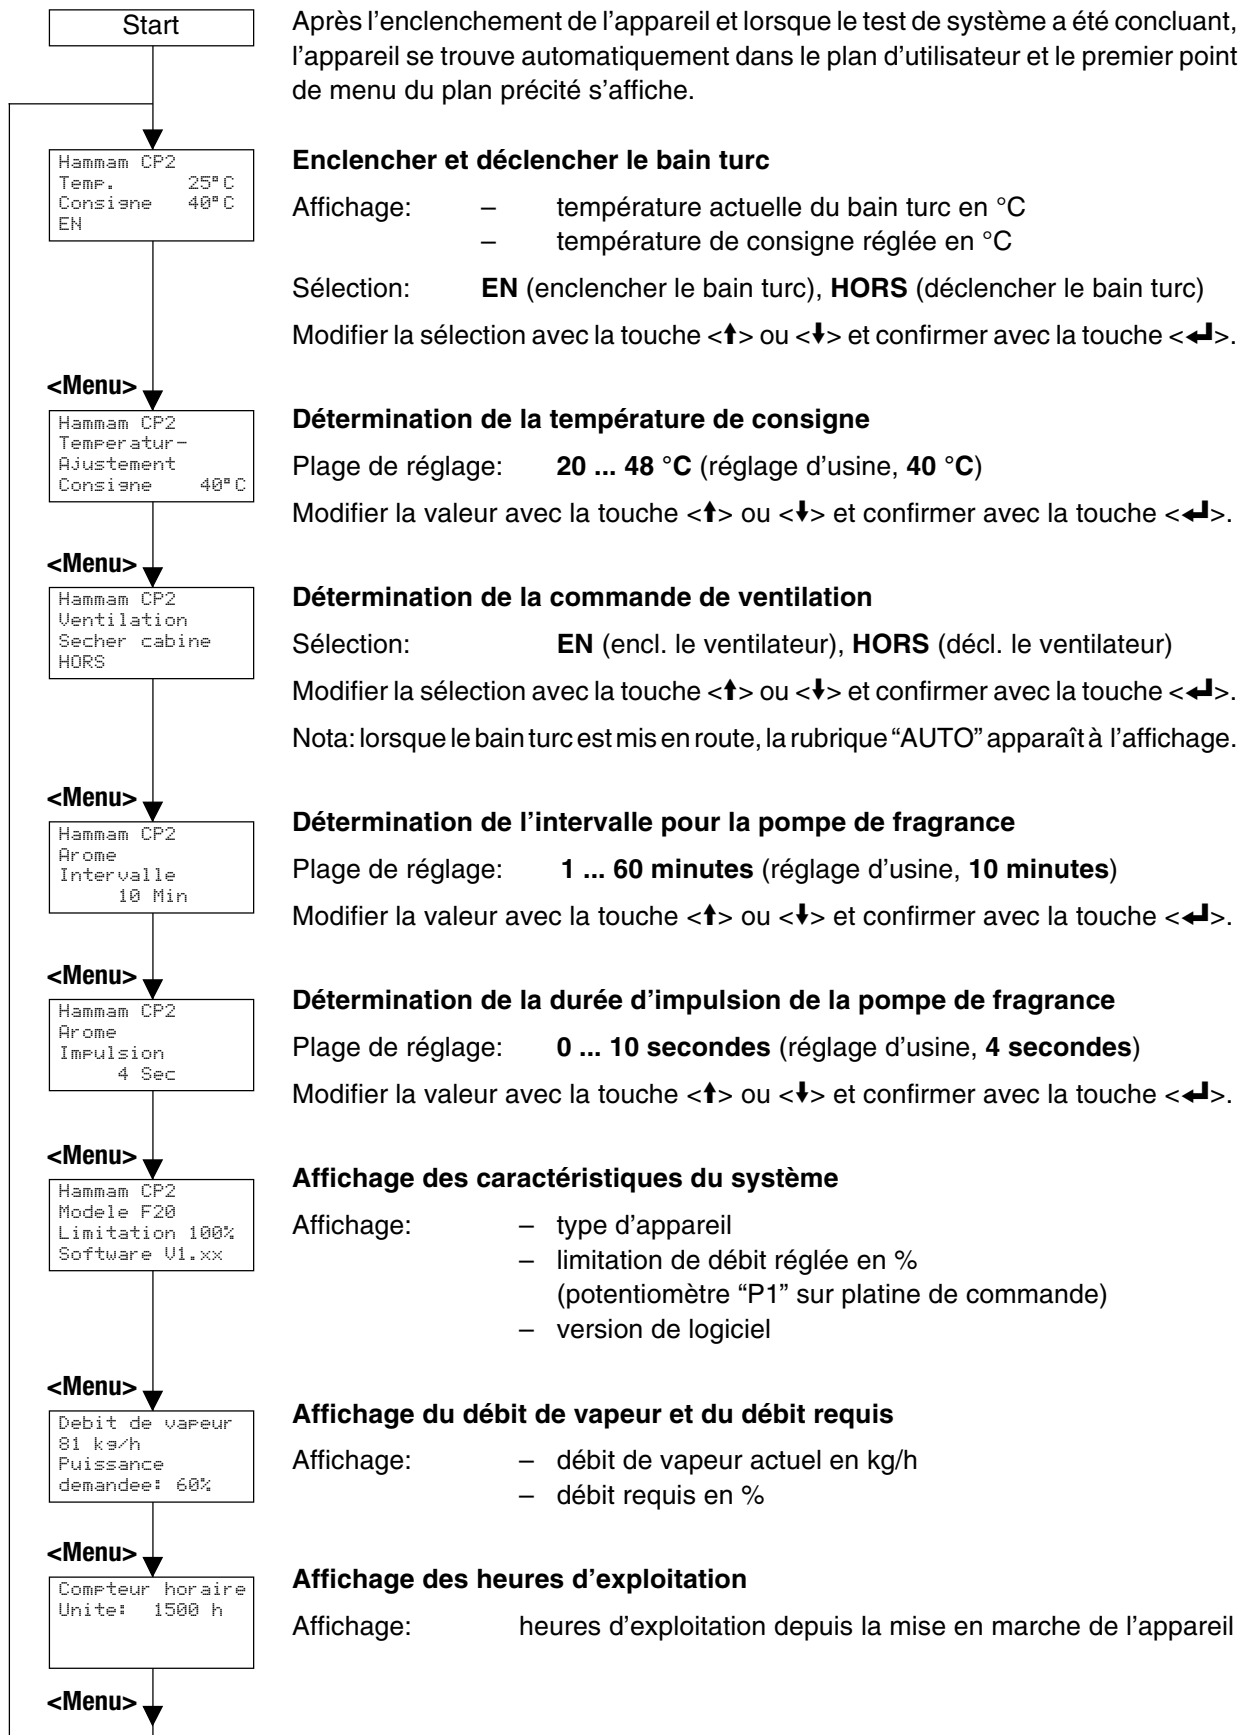 Start
Après l’enclenchement de l’appareil et lorsque le test de système a été concluant,
l’appareil se trouve automatiquement dans le plan d’utilisateur et le premier point
de menu du plan précité s’affiche.
Hammam CP2
Temp. 25°C
Consigne 40°C
EN
Enclencher et déclencher le bain turc
Affichage: – température actuelle du bain turc en °C
– température de consigne réglée en °C
Sélection: EN (enclencher le bain turc), HORS (déclencher le bain turc)
Modifier la sélection avec la touche <⬆> ou <⬇> et confirmer avec la touche <↵>.
<Menu>
Hammam CP2
Temperatur-
Ajustement
Consigne 40°C
Détermination de la température de consigne
Plage de réglage: 20 ... 48 °C (réglage d’usine, 40 °C)
Modifier la valeur avec la touche <⬆> ou <⬇> et confirmer avec la touche <↵>.
<Menu>
Hammam CP2
Ventilation
Secher cabine
HORS
Détermination de la commande de ventilation
Sélection: EN (encl. le ventilateur), HORS (décl. le ventilateur)
Modifier la sélection avec la touche <⬆> ou <⬇> et confirmer avec la touche <↵>.
Nota: lorsque le bain turc est mis en route, la rubrique “AUTO” apparaît à l’affichage.
<Menu>
Hammam CP2
Arome
Intervalle
10 Min
Détermination de l’intervalle pour la pompe de fragrance
Plage de réglage: 1 ... 60 minutes (réglage d’usine, 10 minutes)
Modifier la valeur avec la touche <⬆> ou <⬇> et confirmer avec la touche <↵>.
<Menu>
Hammam CP2
Arome
Impulsion
4 Sec
Détermination de la durée d’impulsion de la pompe de fragrance
Plage de réglage: 0 ... 10 secondes (réglage d’usine, 4 secondes)
Modifier la valeur avec la touche <⬆> ou <⬇> et confirmer avec la touche <↵>.
<Menu>
Hammam CP2
Modele F20
Limitation 100%
Software V1.xx
Affichage des caractéristiques du système
Affichage: – type d’appareil
– limitation de débit réglée en %
(potentiomètre “P1” sur platine de commande)
– version de logiciel
<Menu>
Debit de vapeur
81 kg/h
Puissance
demandee: 60%
Affichage du débit de vapeur et du débit requis
Affichage: – débit de vapeur actuel en kg/h
– débit requis en %
<Menu>
Compteur horaire
Unite: 1500 h
Affichage des heures d’exploitation
Affichage: heures d’exploitation depuis la mise en marche de l’appareil
<Menu>